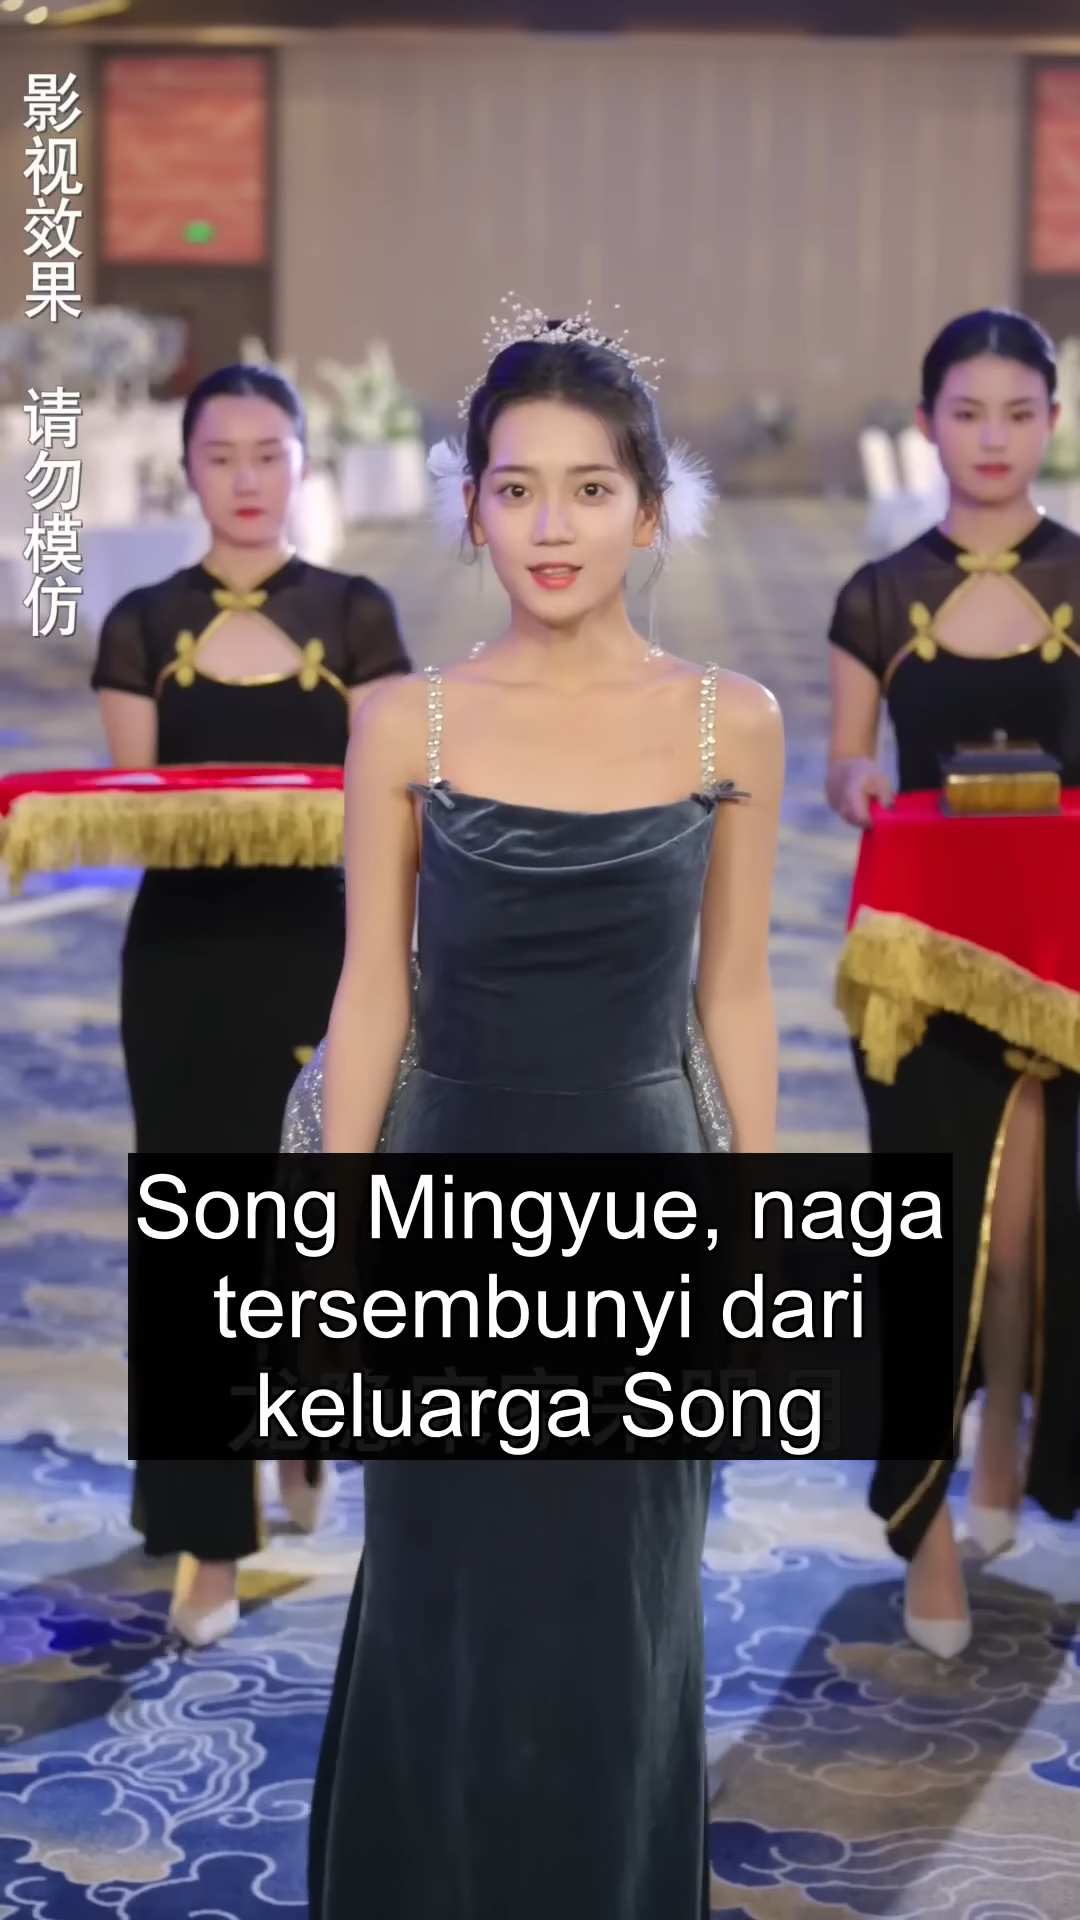 影视效果 请勿模仿
Song Mingyue, naga
tersembunyi dari
keluarga Song